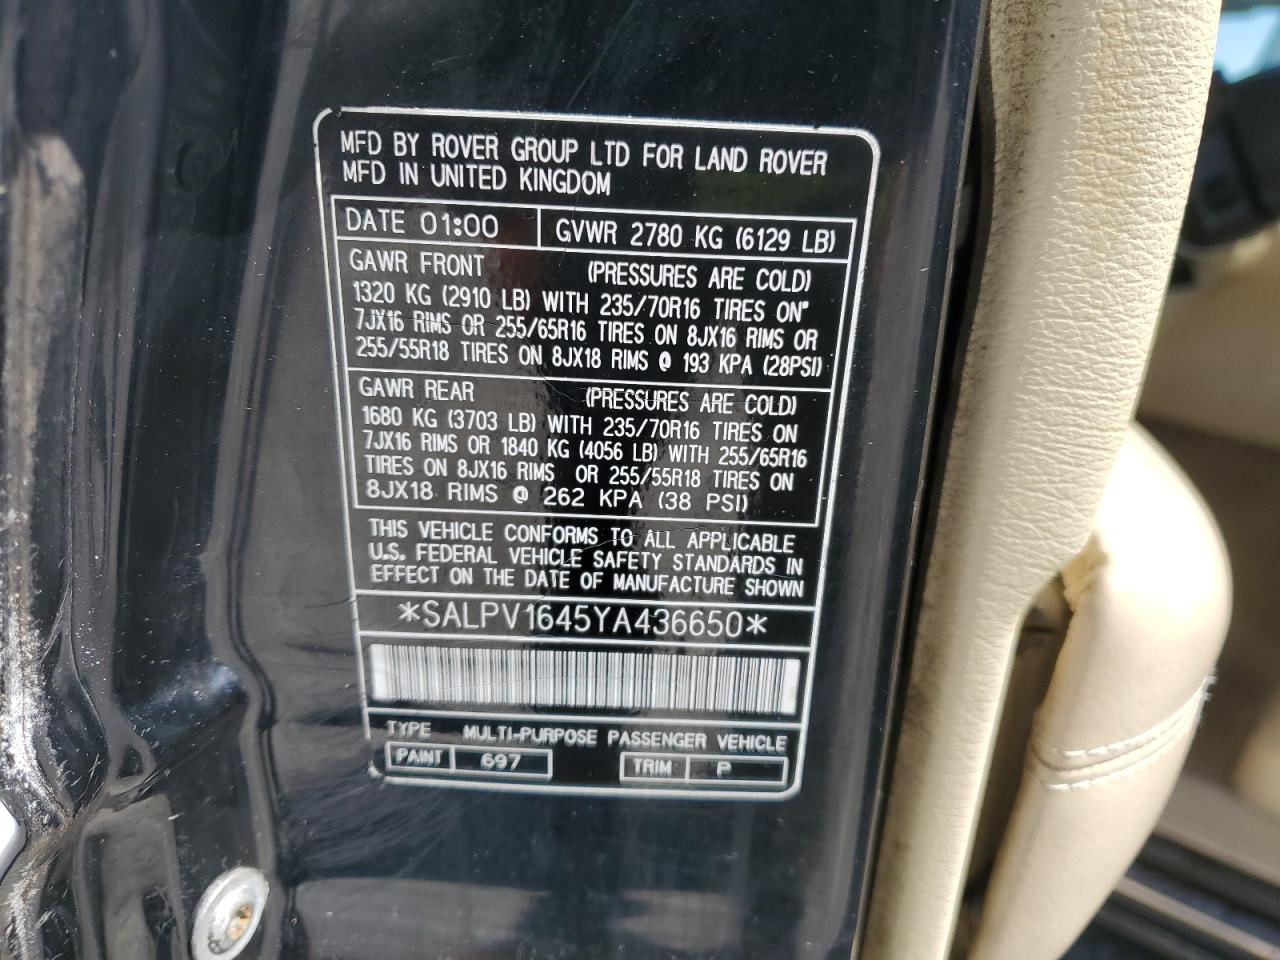 MFD BY ROVER GROUP LTD FOR LAND ROVER
MFD IN UNITED KINGDOM
DATE 01:00 GVWR 2780 KG (6129 LB)
GAWR FRONT (PRESSURES ARE COLD)
1320 KG (2910 LB) WITH 235/70R16 TIRES ON"
7JX16 RIMS OR 255/65R16 TIRES ON 8JX16 RIMS OR
255/55R18 TIRES ON 8JX18 RIMS @ 193 KPA (28PSI)
GAWR REAR (PRESSURES ARE COLD)
1680 KG (3703 LB) WITH 235/70R16 TIRES ON
7JX16 RIMS OR 1840 KG (4056 LB) WITH 255/65R16
TIRES ON 8JX16 RIMS OR 255/55R18 TIRES ON
8JX18 RIMS @ 262 KPA (38 PSI)
THIS VEHICLE CONFORMS TO ALL APPLICABLE
U.S. FEDERAL VEHICLE SAFETY STANDARDS IN
EFFECT ON THE DATE OF MANUFACTURE SHOWN
*SALPV1645YA436650*
TYPE MULTI-PURPOSE PASSENGER VEHICLE
PAINT 697 TRIM P